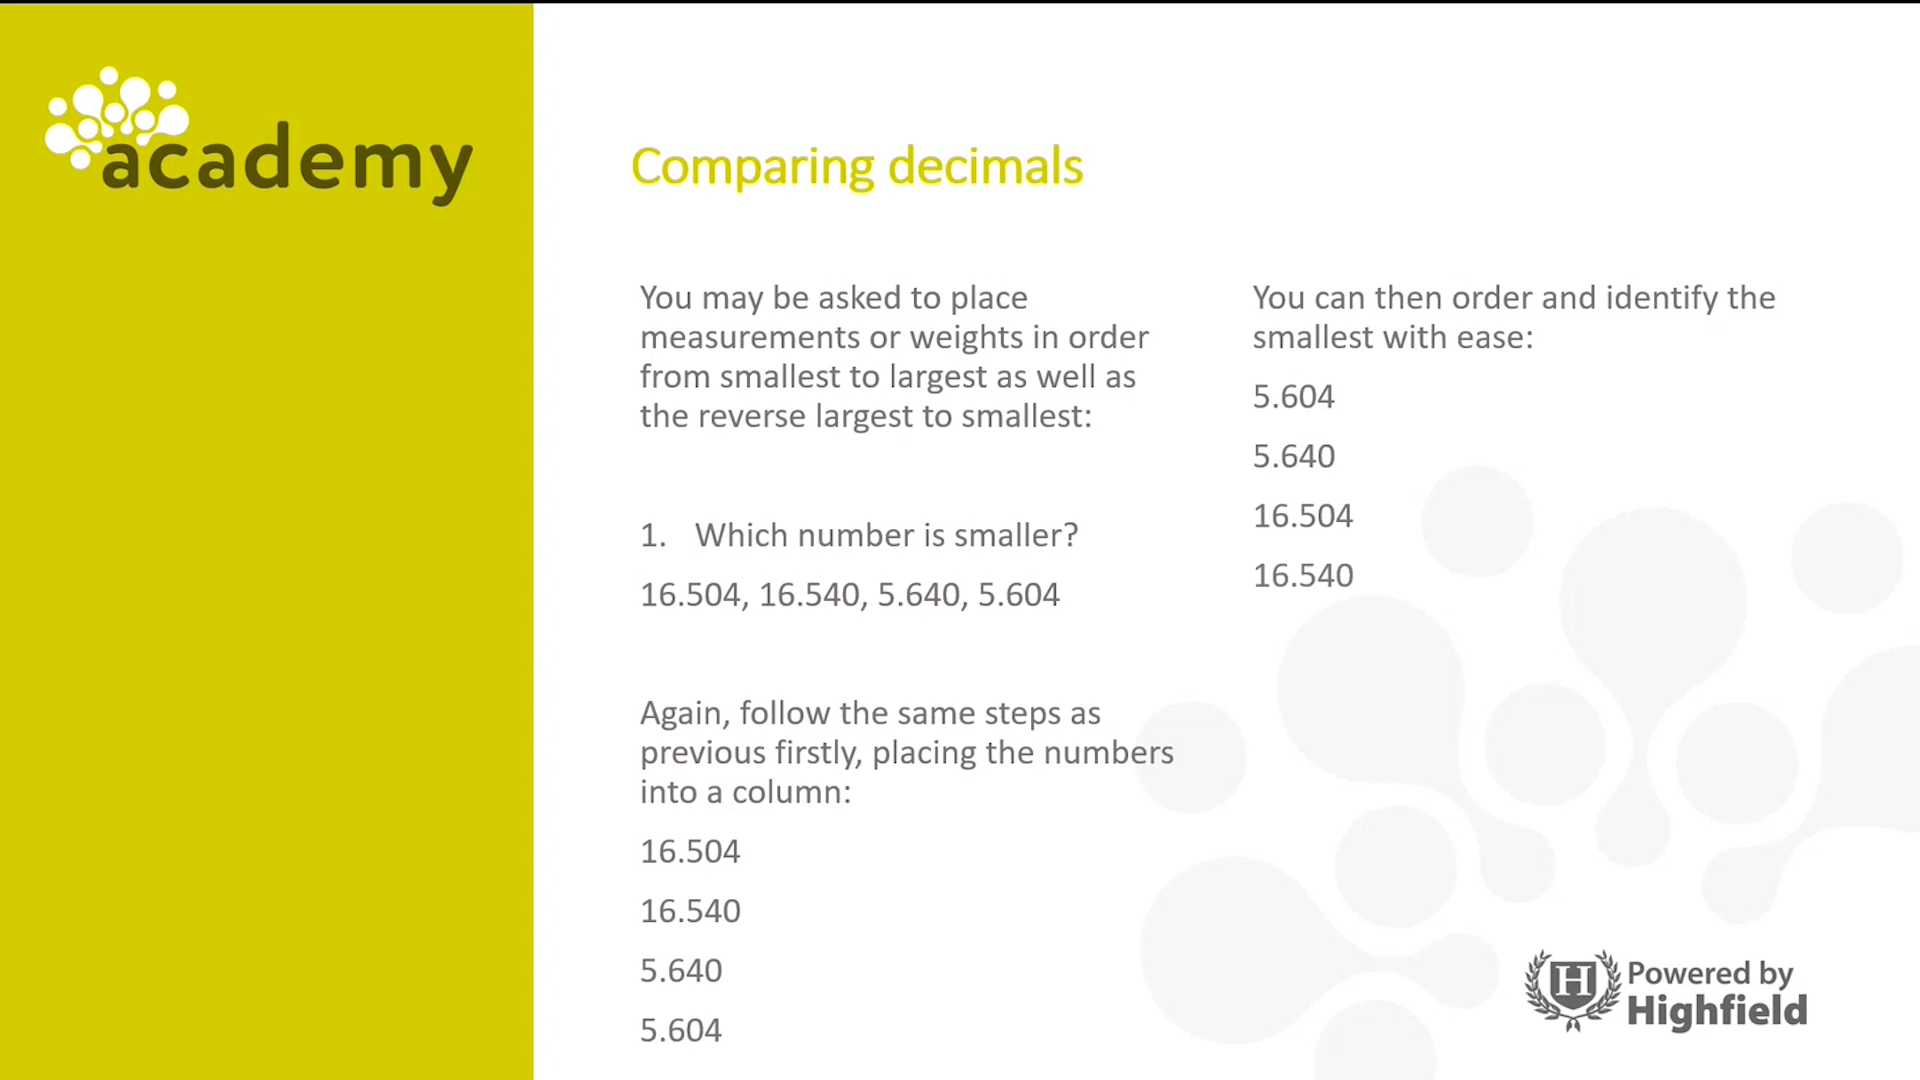 academy
Comparing decimals
You may be asked to place
measurements or weights in order
from smallest to largest as well as
the reverse largest to smallest:
1. Which number is smaller?
16.504, 16.540, 5.640, 5.604
Again, follow the same steps as
previous firstly, placing the numbers
into a column:
16.504
16.540
5.640
5.604
You can then order and identify the
smallest with ease:
5.604
5.640
16.504
16.540
H
Powered by
Highfield